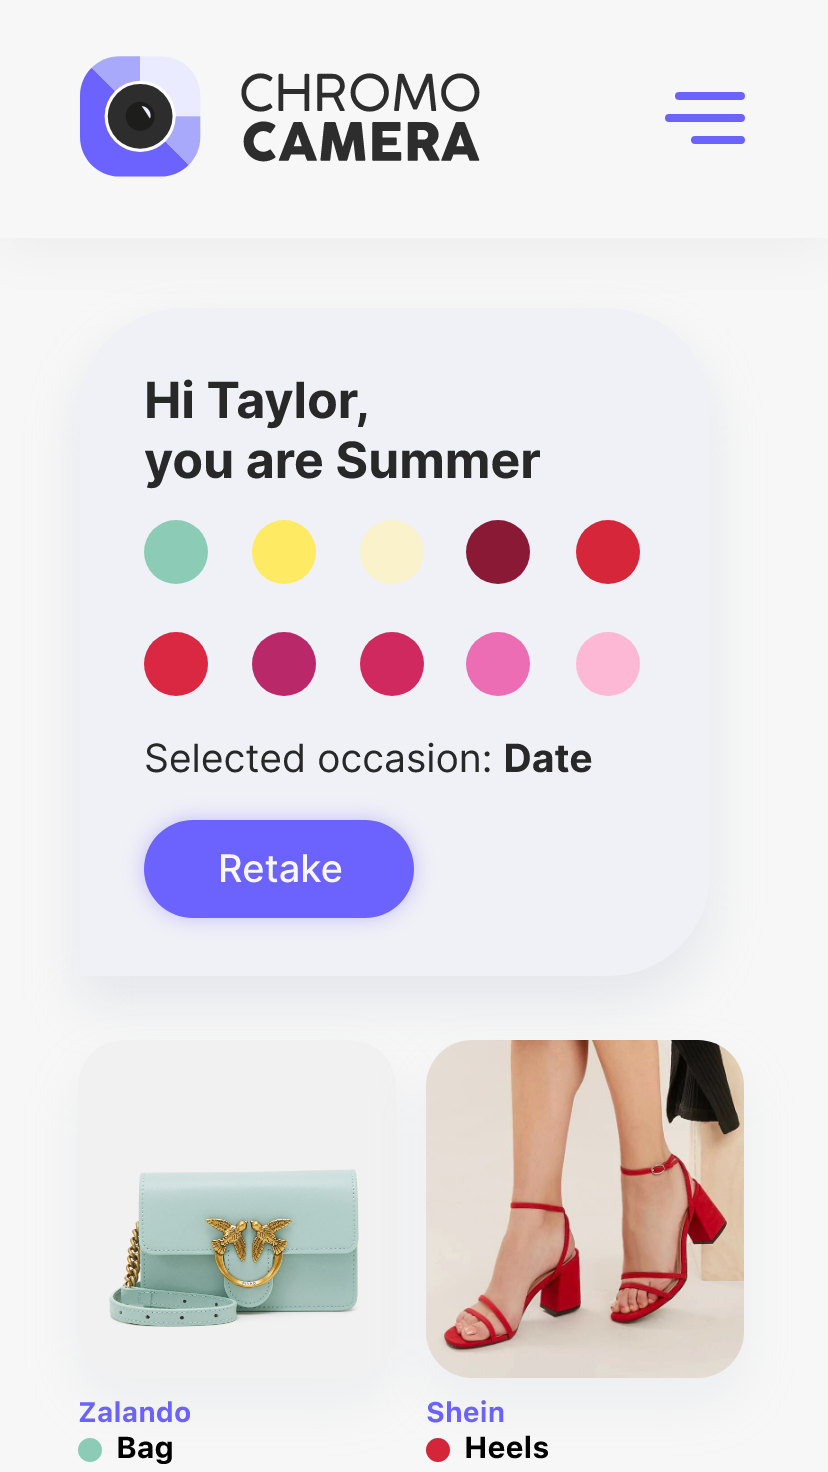 CHROMO
CAMERA
Hi Taylor,
you are Summer
Selected occasion: Date
Retake
Zalando
Bag
Shein
Heels